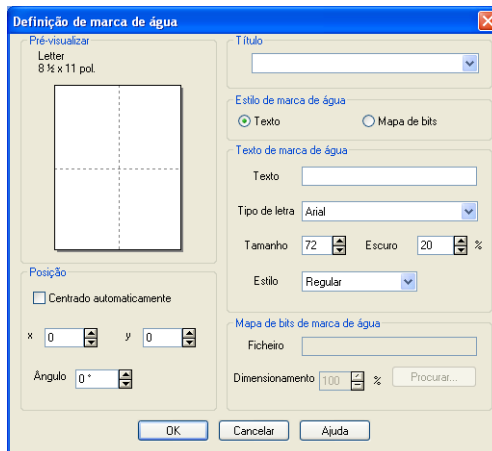 Definição de marca de água
Pré-visualizar
Letter
8 ½ x 11 pol.
Posição
Centrado automaticamente
x 0 y 0
Ângulo 0 °
Título
Estilo de marca de água
Texto Mapa de bits
Texto de marca de água
Texto
Tipo de letra Arial
Tamanho 72 Escuro 20 %
Estilo Regular
Mapa de bits de marca de água
Ficheiro
Dimensionamento 100 % Procurar...
OK Cancelar Ajuda